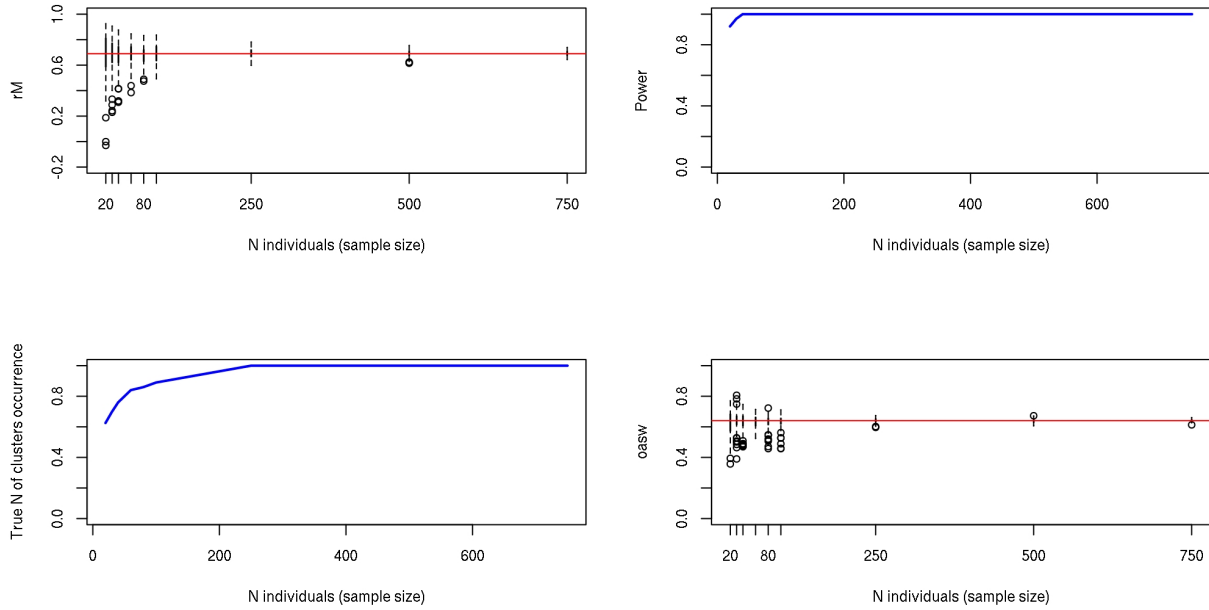 rM
1.0
0.6
0.2
-0.2
20 80 250 500 750
N individuals (sample size)
Power
0.8
0.4
0.0
0 200 400 600
N individuals (sample size)
True N of clusters occurrence
0.8
0.4
0.0
0 200 400 600
N individuals (sample size)
oasw
0.8
0.4
0.0
20 80 250 500 750
N individuals (sample size)